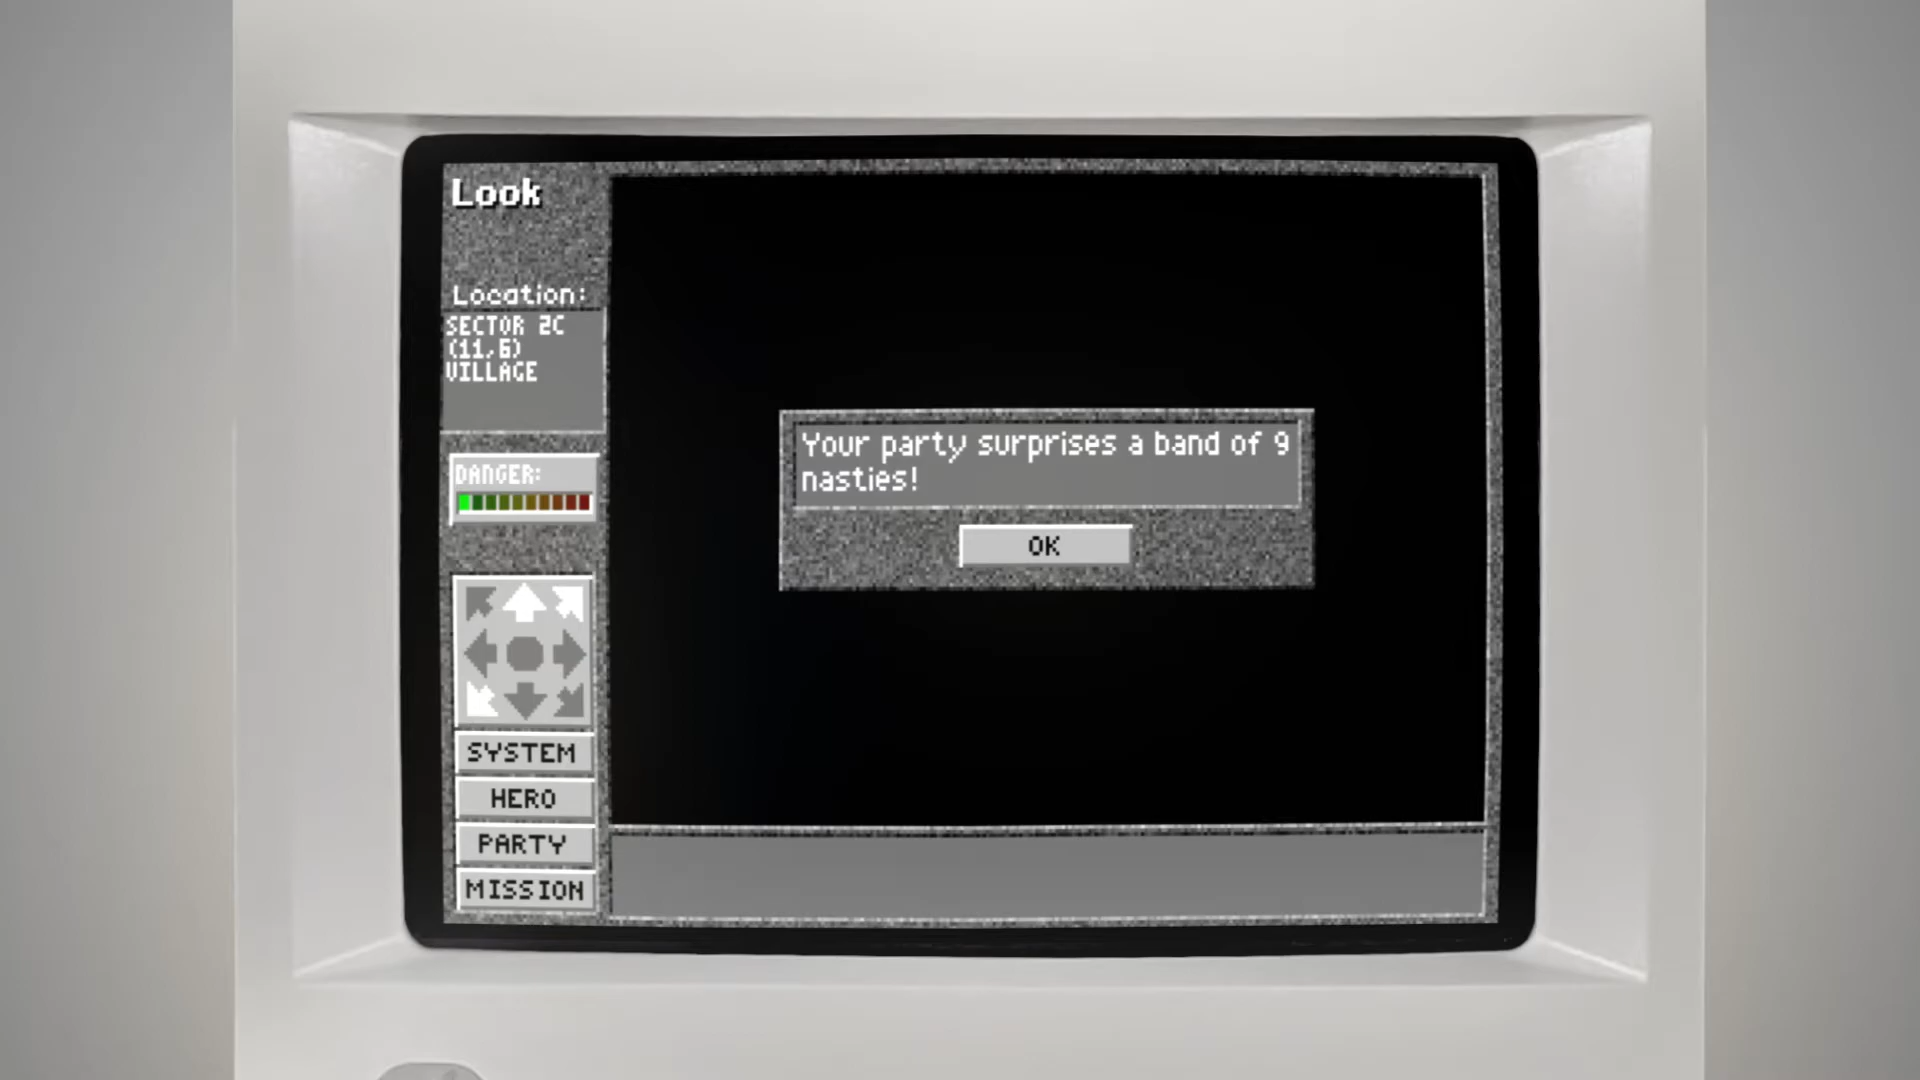 Look
Location:
SECTOR 2C
(11,6)
VILLAGE
DANGER:
Your party surprises a band of 9
nasties!
OK
SYSTEM
HERO
PARTY
MISSION